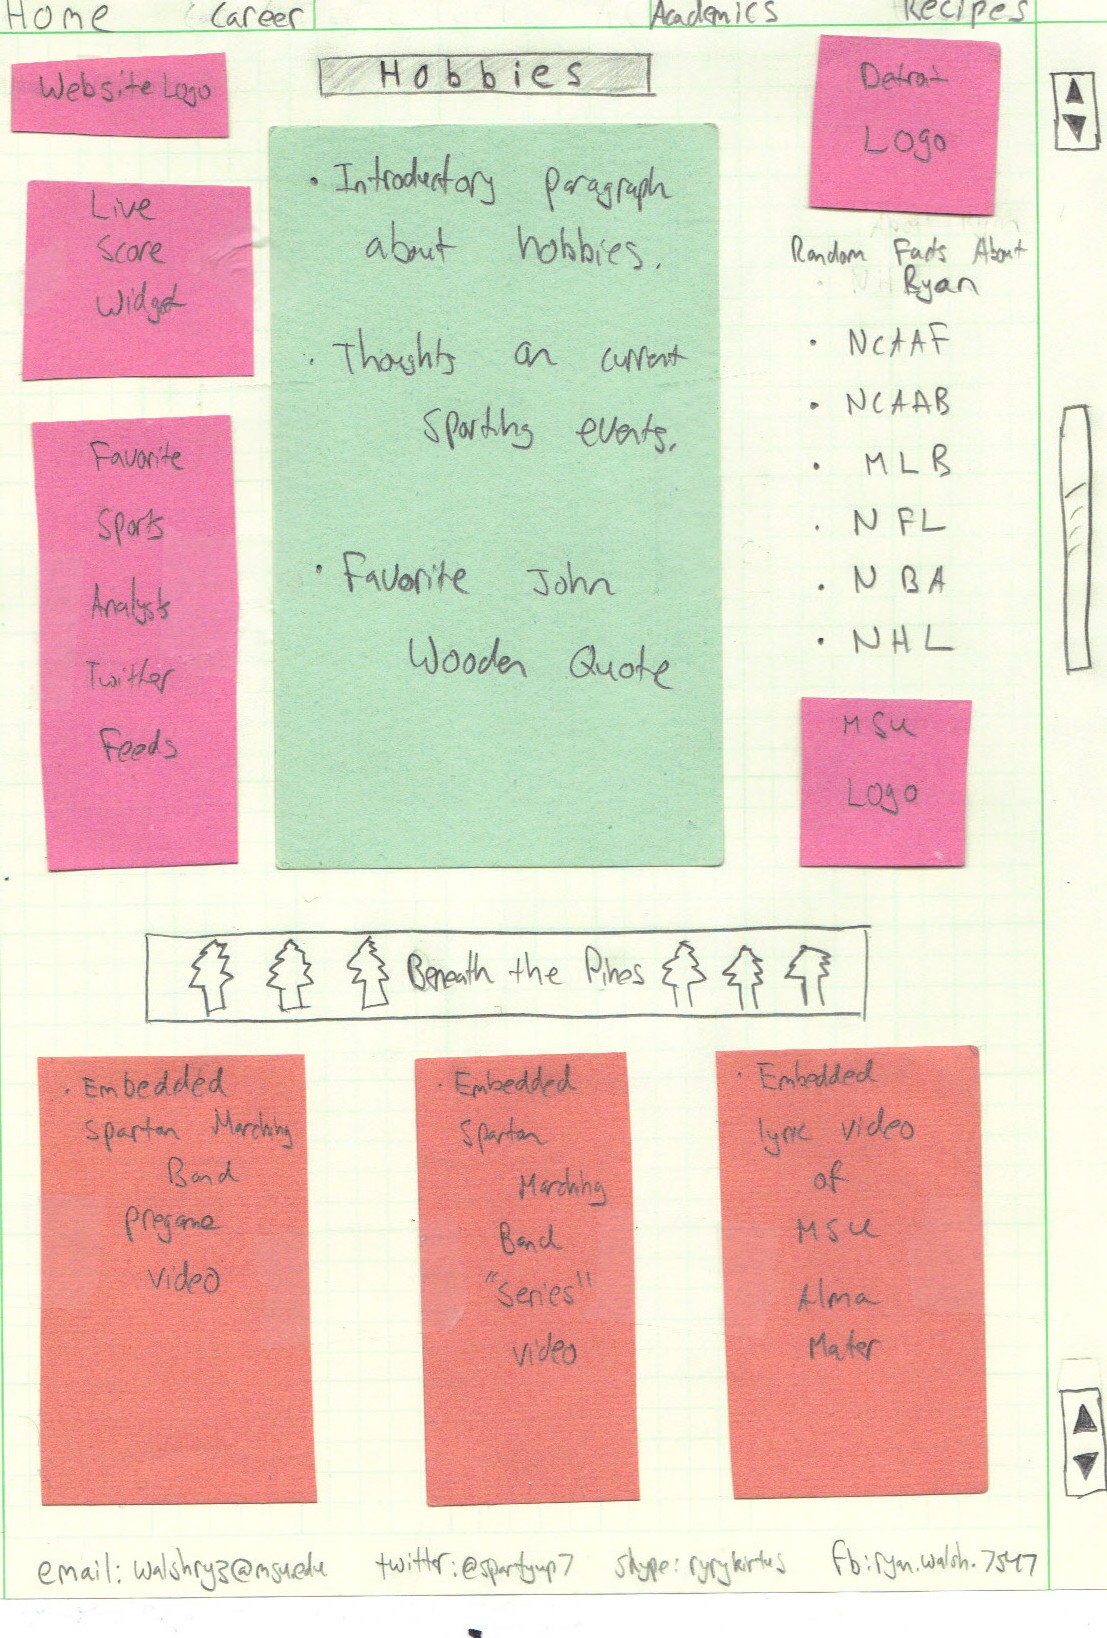 Home Career Academics Recipes
Website Logo
Hobbies
Detroit
Logo
Live
Score
Widget
• Introductory paragraph
about hobbies.
• Thoughts on current
sporting events.
• Favorite John
Wooden Quote
Random Facts About
Ryan
• NCAAF
• NCAAB
• MLB
• NFL
• NBA
• NHL
Favorite
Sports
Analysts
Twitter
Feeds
MSU
Logo
Beneath the Pines
• Embedded
Spartan Marching
Band
pregame
video
• Embedded
Spartan
Marching
Band
"Series"
video
• Embedded
lyric video
of
MSU
Alma
Mater
email: walshry3@msu.edu twitter: @spartyup7 skype: fb: ryan.walsh.7547